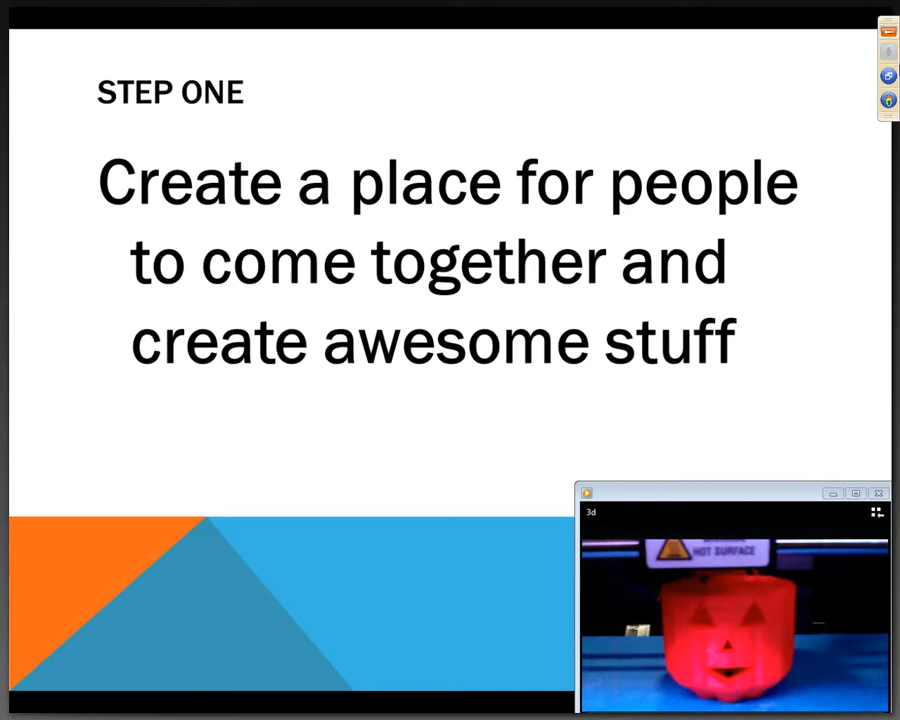 STEP ONE
Create a place for people
to come together and
create awesome stuff
3d
HOT SURFACE